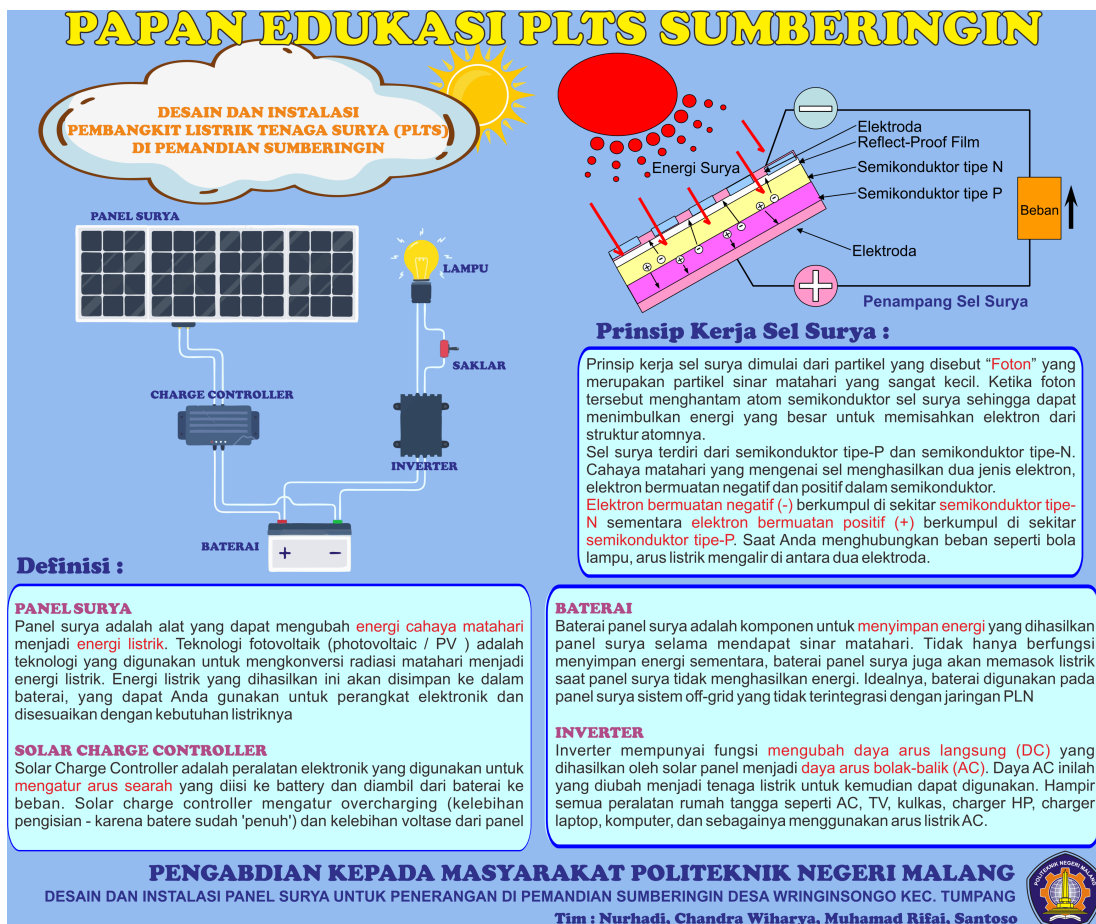 PAPAN EDUKASI PLTS SUMBERINGIN
DESAIN DAN INSTALASI
PEMBANGKIT LISTRIK TENAGA SURYA (PLTS)
DI PEMANDIAN SUMBERINGIN
PANEL SURYA
LAMPU
SAKLAR
CHARGE CONTROLLER
INVERTER
BATERAI
+ −
Energi Surya
−
Elektroda
Reflect-Proof Film
Semikonduktor tipe N
Semikonduktor tipe P
Beban
Elektroda
+
Penampang Sel Surya
Prinsip Kerja Sel Surya :
Prinsip kerja sel surya dimulai dari partikel yang disebut “Foton” yang
merupakan partikel sinar matahari yang sangat kecil. Ketika foton
tersebut menghantam atom semikonduktor sel surya sehingga dapat
menimbulkan energi yang besar untuk memisahkan elektron dari
struktur atomnya.
Sel surya terdiri dari semikonduktor tipe-P dan semikonduktor tipe-N.
Cahaya matahari yang mengenai sel menghasilkan dua jenis elektron,
elektron bermuatan negatif dan positif dalam semikonduktor.
Elektron bermuatan negatif (-) berkumpul di sekitar semikonduktor tipe-
N sementara elektron bermuatan positif (+) berkumpul di sekitar
semikonduktor tipe-P. Saat Anda menghubungkan beban seperti bola
lampu, arus listrik mengalir di antara dua elektroda.
Definisi :
PANEL SURYA
Panel surya adalah alat yang dapat mengubah energi cahaya matahari
menjadi energi listrik. Teknologi fotovoltaik (photovoltaic / PV ) adalah
teknologi yang digunakan untuk mengkonversi radiasi matahari menjadi
energi listrik. Energi listrik yang dihasilkan ini akan disimpan ke dalam
baterai, yang dapat Anda gunakan untuk perangkat elektronik dan
disesuaikan dengan kebutuhan listriknya
SOLAR CHARGE CONTROLLER
Solar Charge Controller adalah peralatan elektronik yang digunakan untuk
mengatur arus searah yang diisi ke battery dan diambil dari baterai ke
beban. Solar charge controller mengatur overcharging (kelebihan
pengisian - karena batere sudah 'penuh') dan kelebihan voltase dari panel
BATERAI
Baterai panel surya adalah komponen untuk menyimpan energi yang dihasilkan
panel surya selama mendapat sinar matahari. Tidak hanya berfungsi
menyimpan energi sementara, baterai panel surya juga akan memasok listrik
saat panel surya tidak menghasilkan energi. Idealnya, baterai digunakan pada
panel surya sistem off-grid yang tidak terintegrasi dengan jaringan PLN
INVERTER
Inverter mempunyai fungsi mengubah daya arus langsung (DC) yang
dihasilkan oleh solar panel menjadi daya arus bolak-balik (AC). Daya AC inilah
yang diubah menjadi tenaga listrik untuk kemudian dapat digunakan. Hampir
semua peralatan rumah tangga seperti AC, TV, kulkas, charger HP, charger
laptop, komputer, dan sebagainya menggunakan arus listrik AC.
PENGABDIAN KEPADA MASYARAKAT POLITEKNIK NEGERI MALANG
DESAIN DAN INSTALASI PANEL SURYA UNTUK PENERANGAN DI PEMANDIAN SUMBERINGIN DESA WRINGINSONGO KEC. TUMPANG
Tim : Nurhadi, Chandra Wiharya, Muhamad Rifai, Santoso
POLITEKNIK NEGERI MALANG